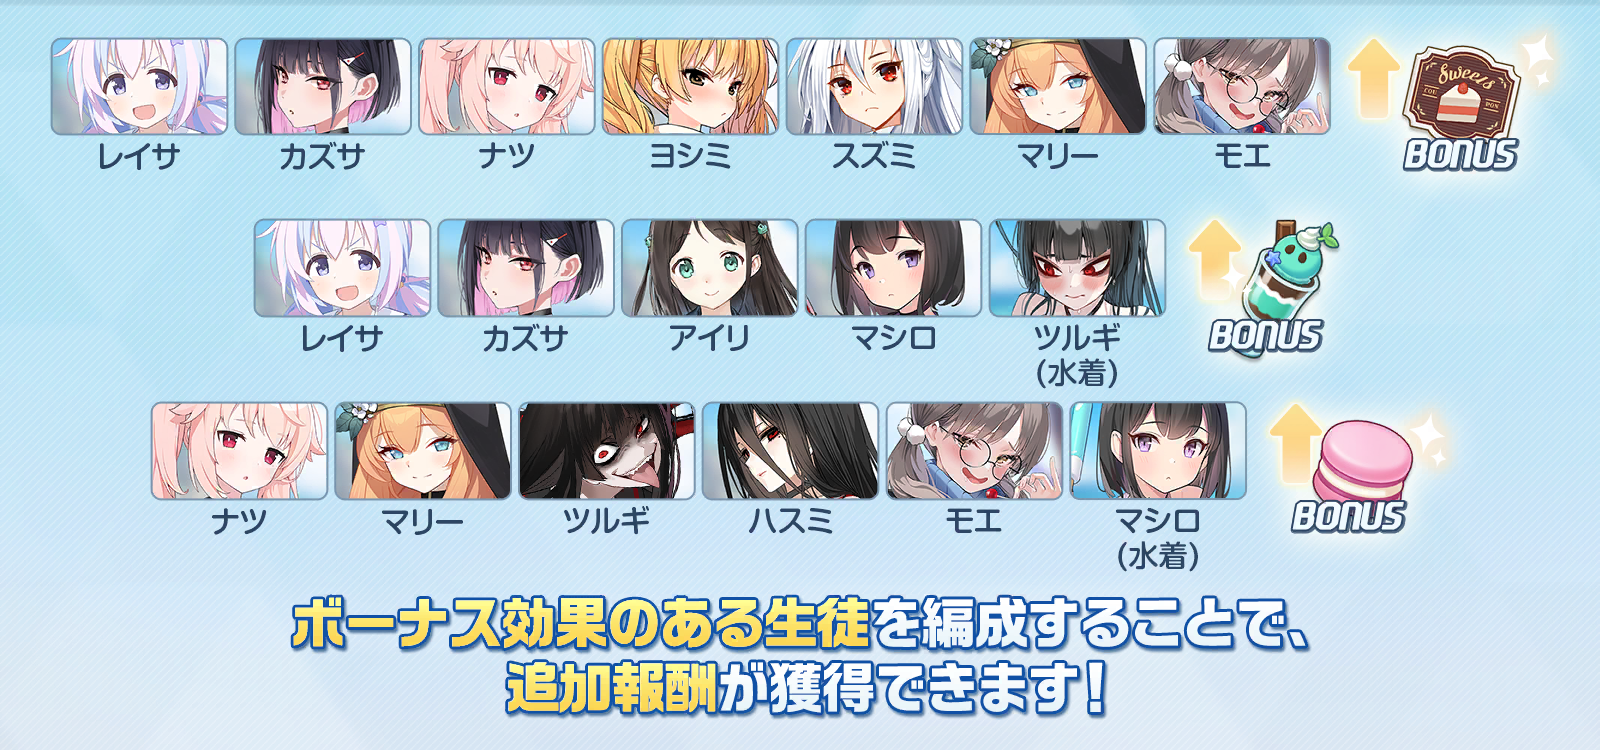 レイサ カズサ ナツ ヨシミ スズミ マリー モエ
Sweets
COU PON
BONUS
レイサ カズサ アイリ マシロ ツルギ
(水着)
BONUS
ナツ マリー ツルギ ハスミ モエ マシロ
(水着)
BONUS
ボーナス効果のある生徒を編成することで、
追加報酬が獲得できます！